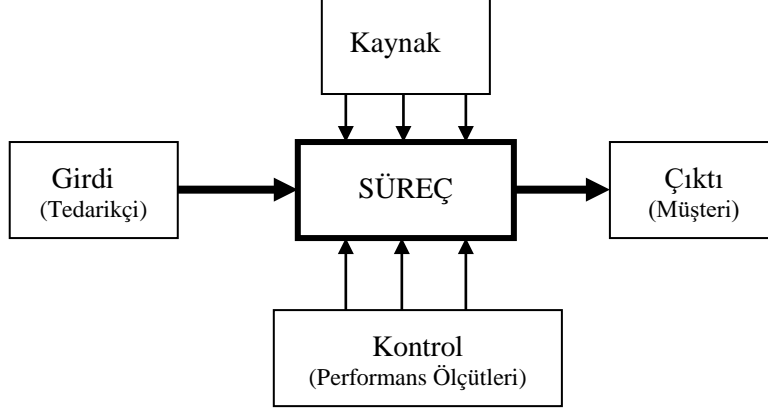 Kaynak
Girdi
(Tedarikçi)
SÜREÇ
Çıktı
(Müşteri)
Kontrol
(Performans Ölçütleri)